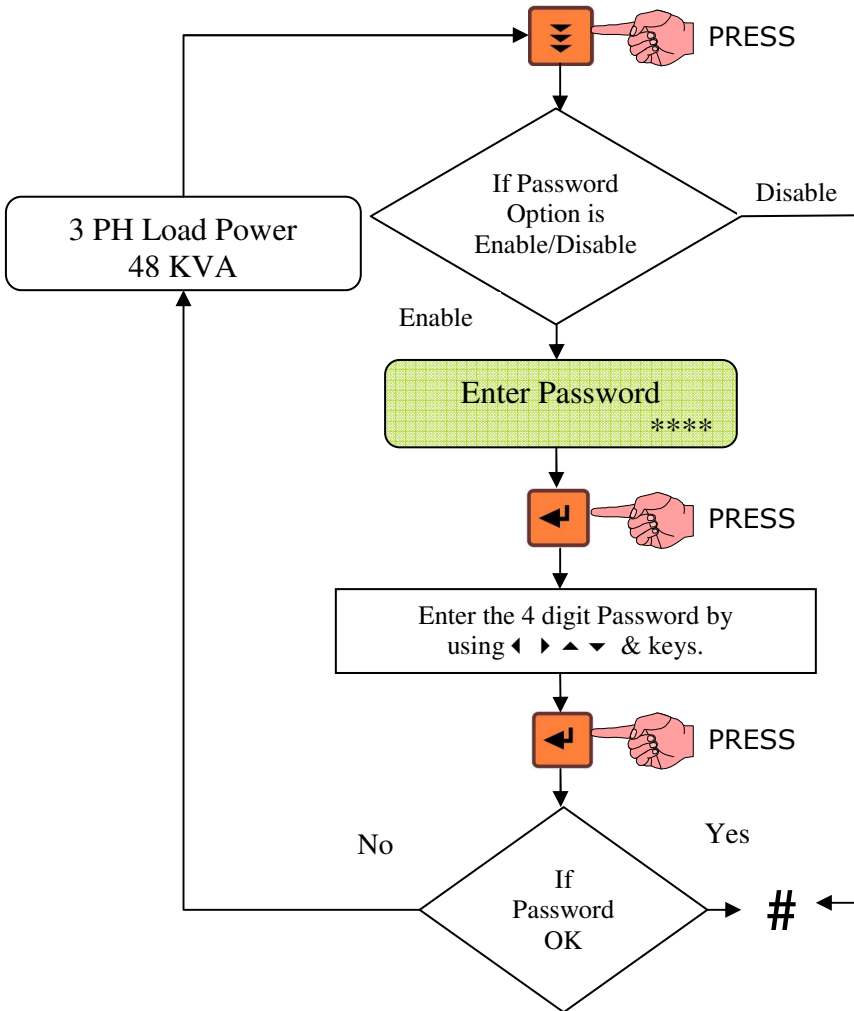 PRESS
If Password
Option is
Enable/Disable
Disable
3 PH Load Power
48 KVA
Enable
Enter Password
****
PRESS
Enter the 4 digit Password by
using ◀ ▶ ▲ ▼ & keys.
PRESS
No
Yes
If
Password
OK
#